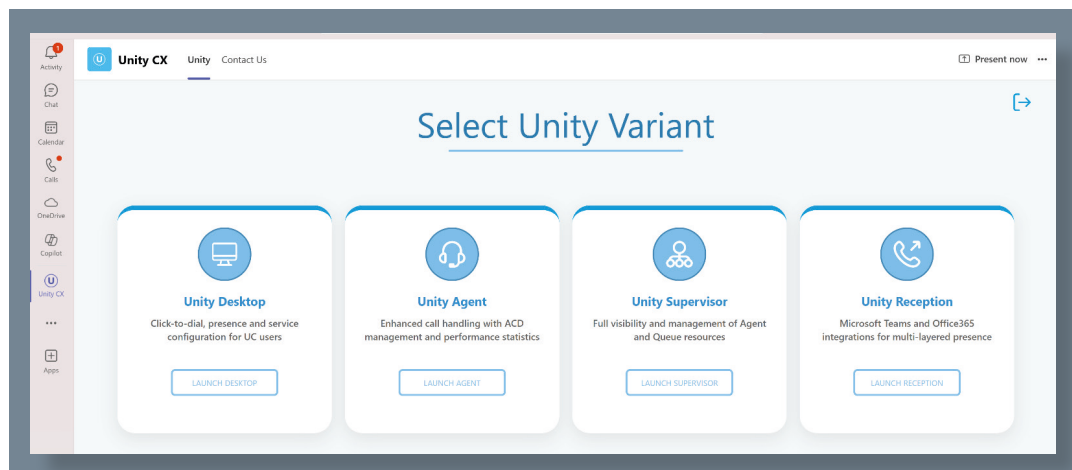 1
Activity
Chat
Calendar
Calls
OneDrive
Copilot
U
Unity CX
Apps
U
Unity CX Unity Contact Us
Present now
Select Unity Variant
Unity Desktop
Click-to-dial, presence and service
configuration for UC users
LAUNCH DESKTOP
Unity Agent
Enhanced call handling with ACD
management and performance statistics
LAUNCH AGENT
Unity Supervisor
Full visibility and management of Agent
and Queue resources
LAUNCH SUPERVISOR
Unity Reception
Microsoft Teams and Office365
integrations for multi-layered presence
LAUNCH RECEPTION